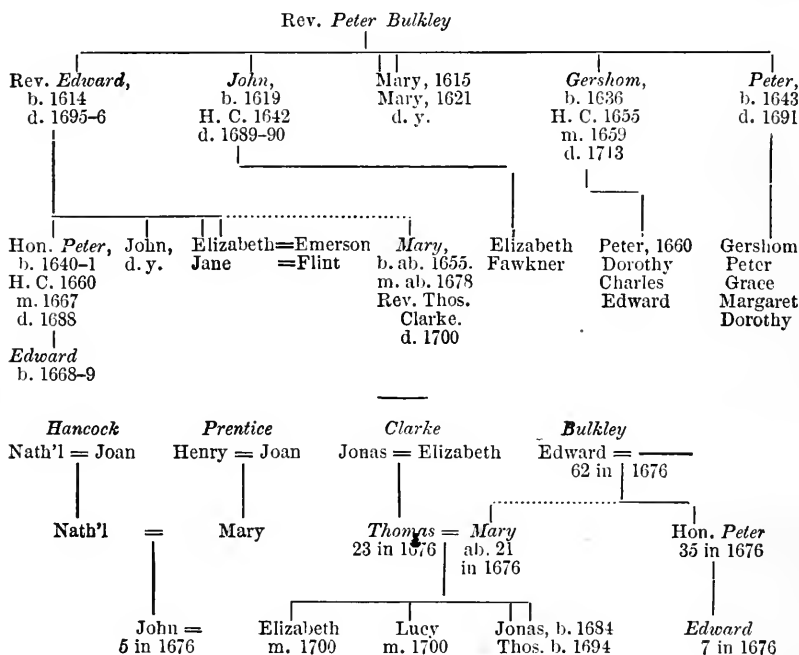 Rev. Peter Bulkley
Rev. Edward,
b. 1614
d. 1695-6
John,
b. 1619
H. C. 1642
d. 1689-90
Mary, 1615
Mary, 1621
d. y.
Gershom,
b. 1636
H. C. 1655
m. 1659
d. 1713
Peter,
b. 1643
d. 1691
Hon. Peter,
b. 1640-1
H. C. 1660
m. 1667
d. 1688
Edward
b. 1668-9
John,
d. y.
Elizabeth=Emerson
Jane =Flint
Mary,
b. ab. 1655.
m. ab. 1678
Rev. Thos.
Clarke.
d. 1700
Elizabeth
Fawkner
Peter, 1660
Dorothy
Charles
Edward
Gershom
Peter
Grace
Margaret
Dorothy
Hancock Prentice Clarke Bulkley
Nath'l = Joan Henry = Joan Jonas = Elizabeth Edward =
62 in 1676
Nath'l = Mary Thomas = Mary Hon. Peter
23 in 1676 ab. 21 35 in 1676
in 1676
John = Elizabeth Lucy Jonas, b. 1684 Edward
5 in 1676 m. 1700 m. 1700 Thos. b. 1694 7 in 1676